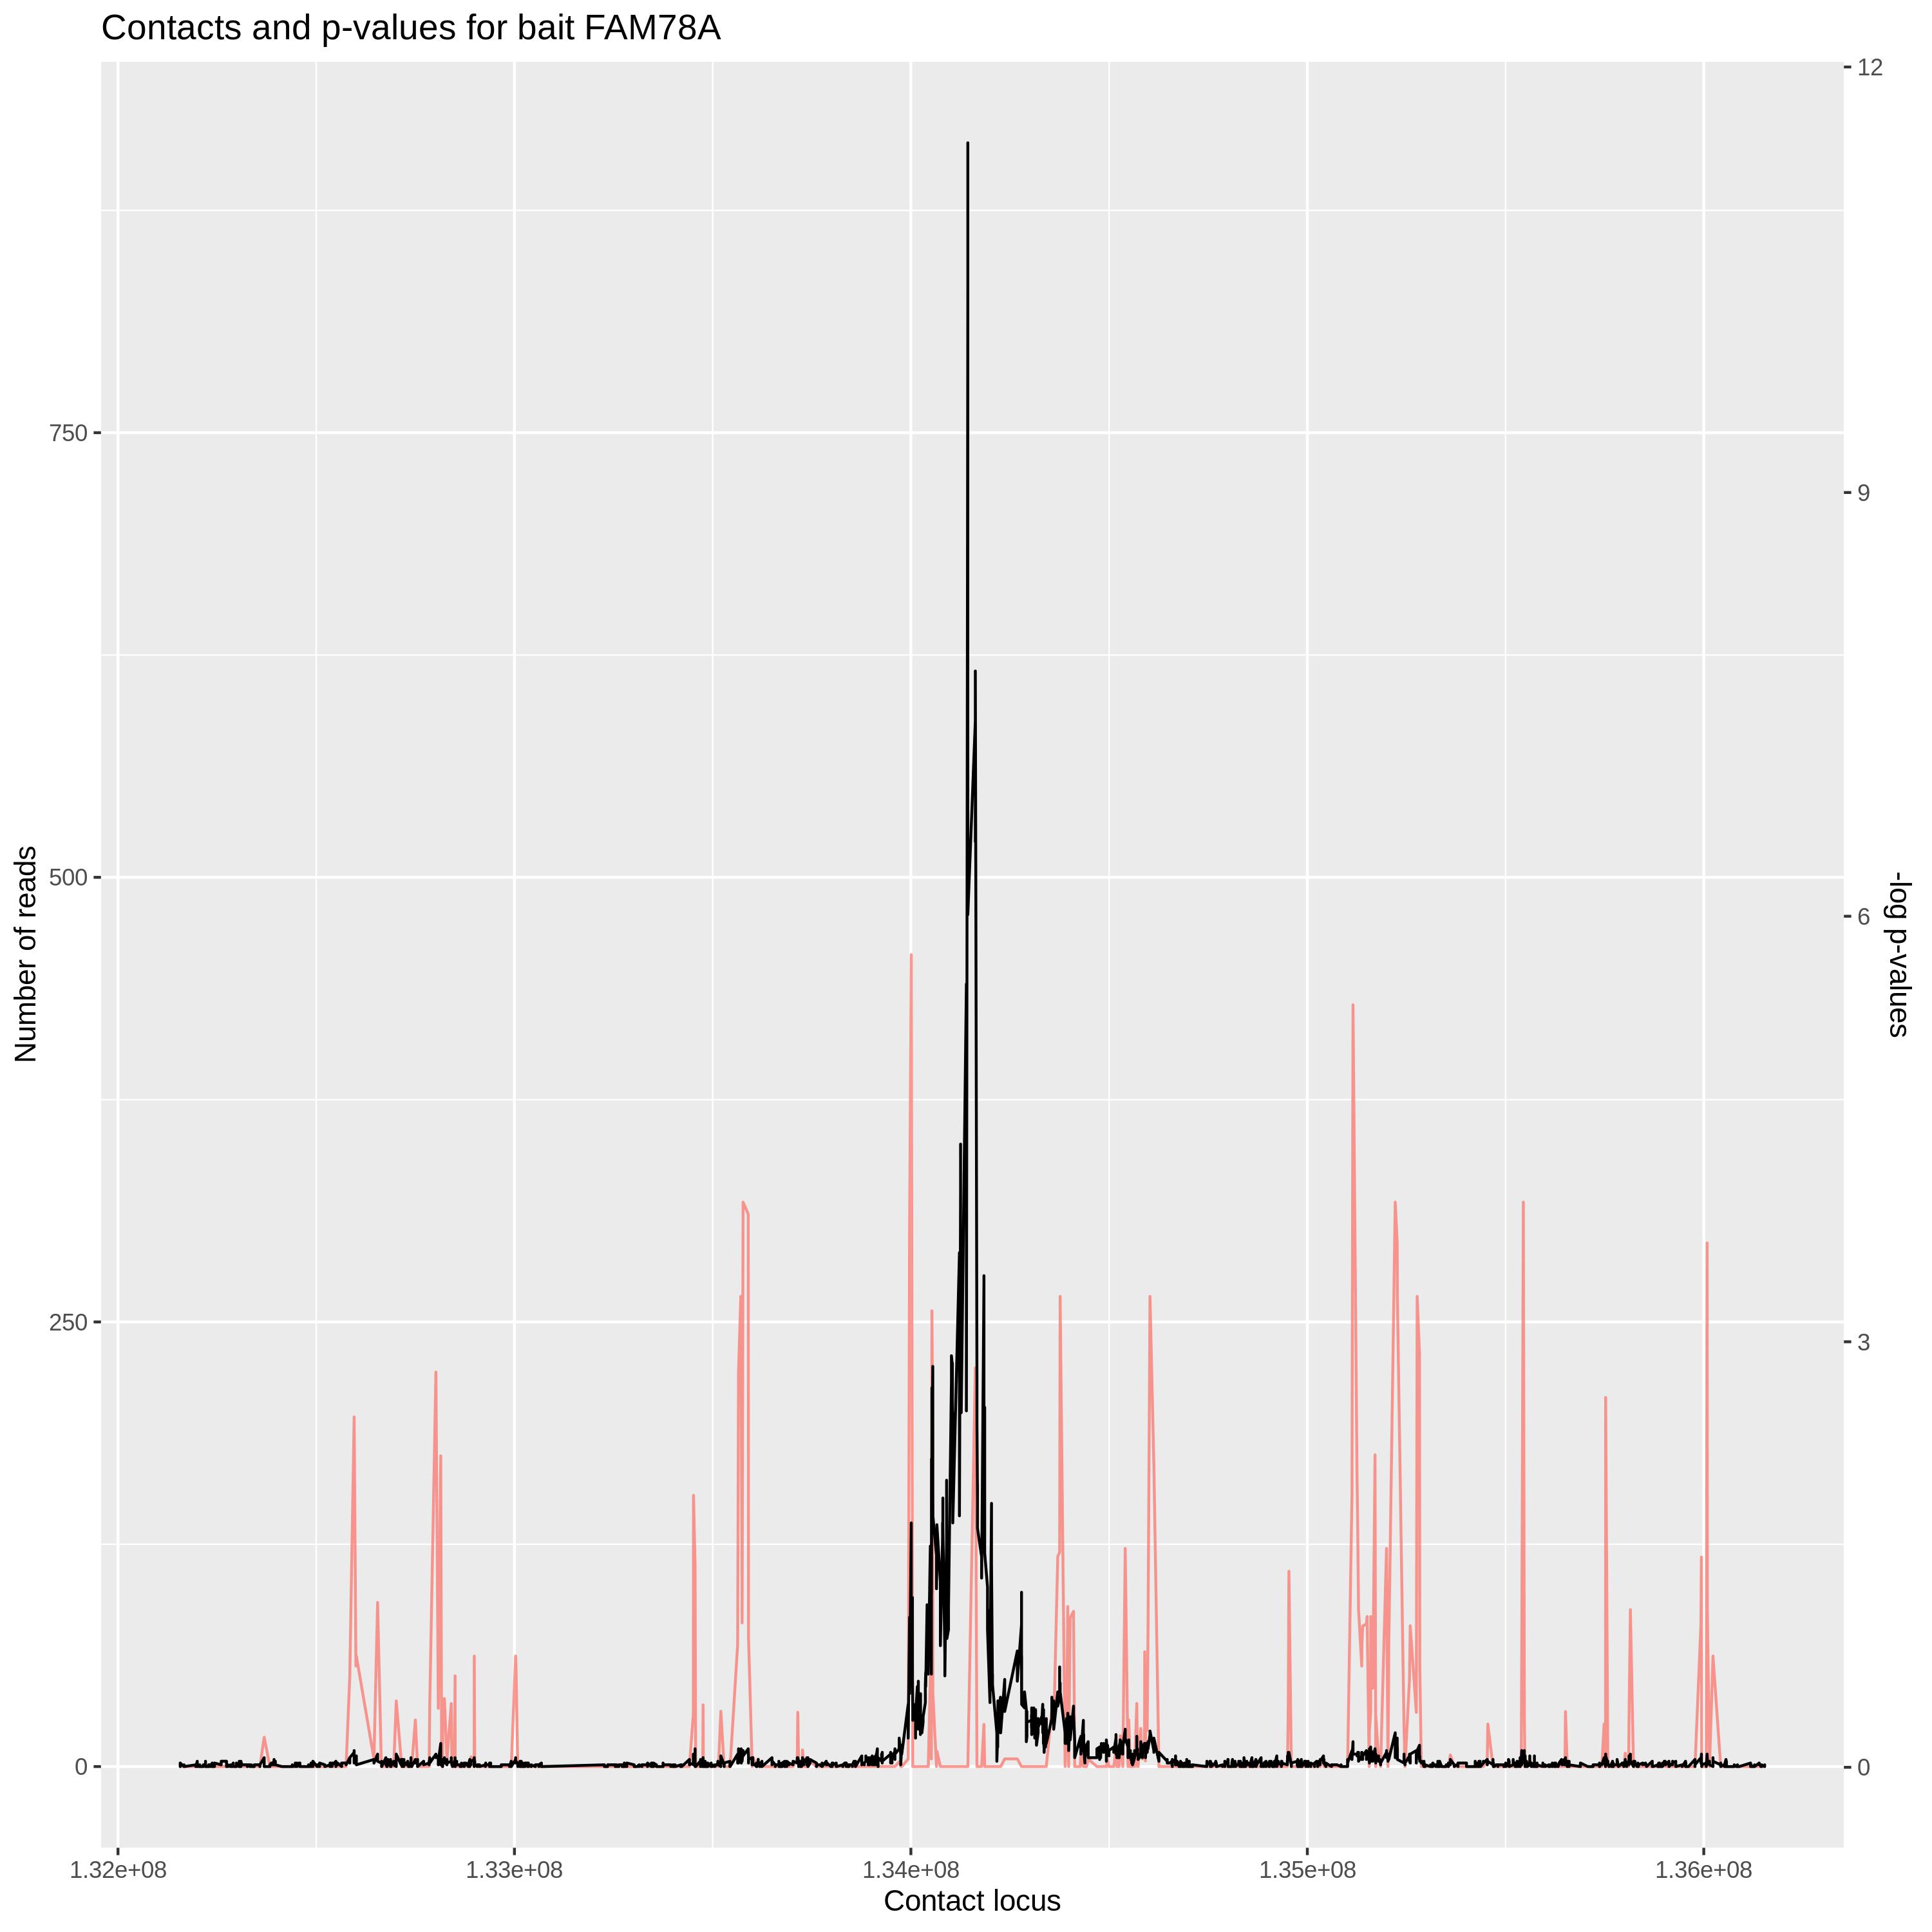 Contacts and p-values for bait FAM78A
Number of reads
750
500
250
0
12
9
6
3
0
-log p-values
1.32e+08
1.33e+08
1.34e+08
1.35e+08
1.36e+08
Contact locus